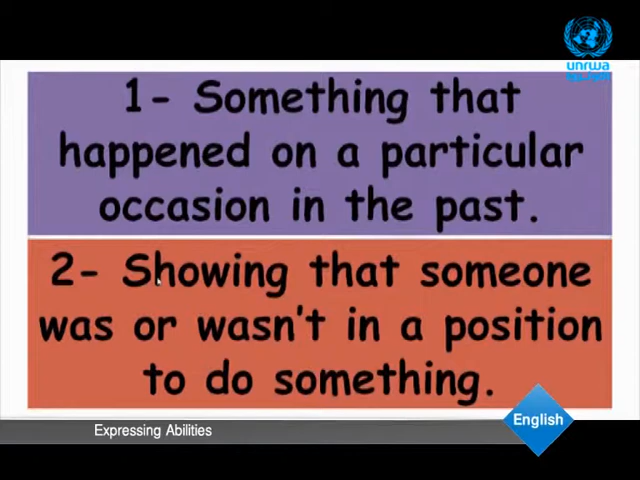 unrwa
الأونروا
1- Something that
happened on a particular
occasion in the past.
2- Showing that someone
was or wasn't in a position
to do something.
English
Expressing Abilities